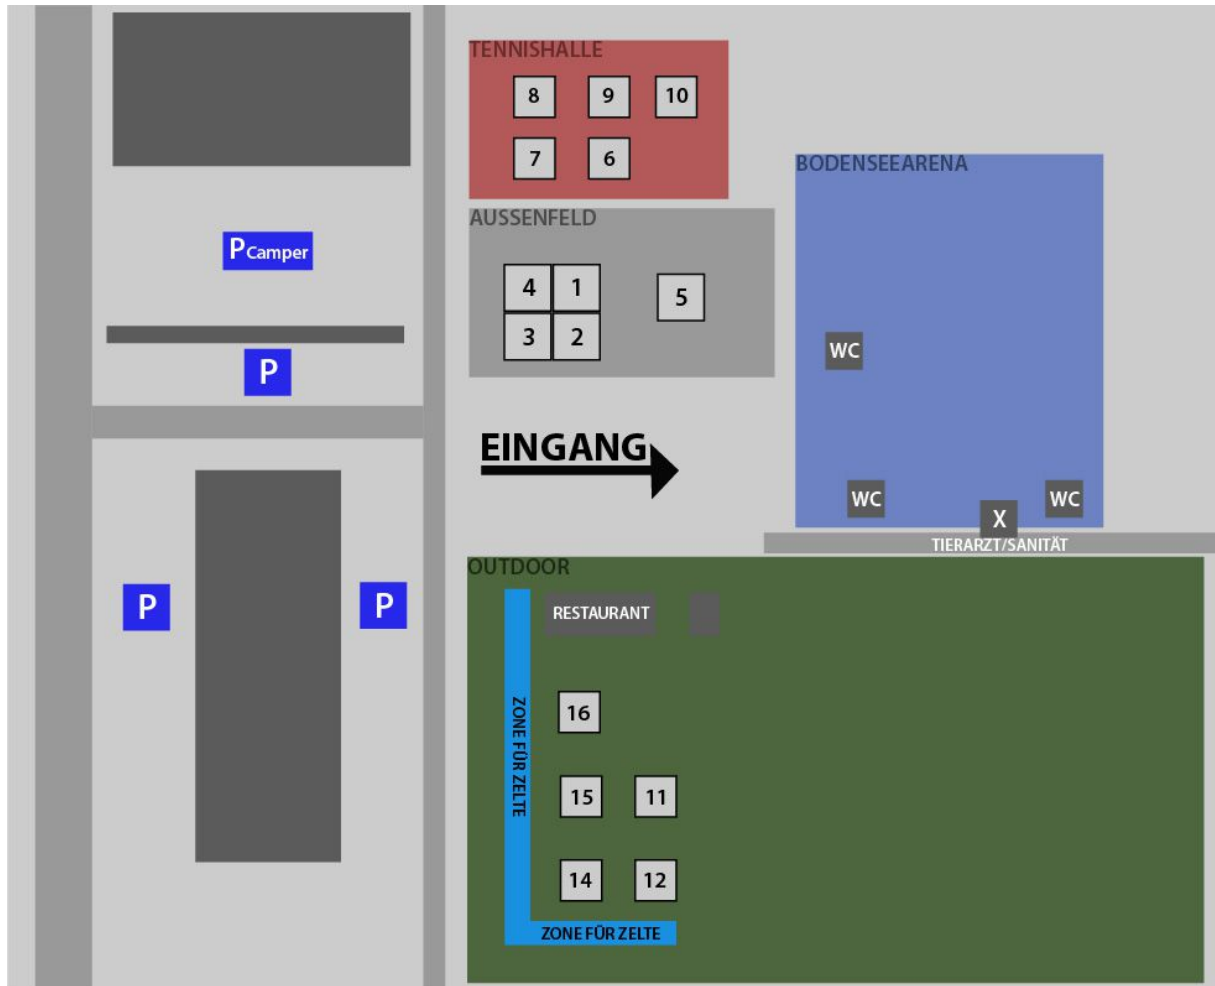 TENNISHALLE
8
9
10
7
6
BODENSEEARENA
AUSSENFELD
PCamper
4
1
5
3
2
WC
P
EINGANG
WC
WC
X
TIERARZT/SANITÄT
OUTDOOR
P
P
RESTAURANT
ZONE FÜR ZELTE
16
15
11
14
12
ZONE FÜR ZELTE